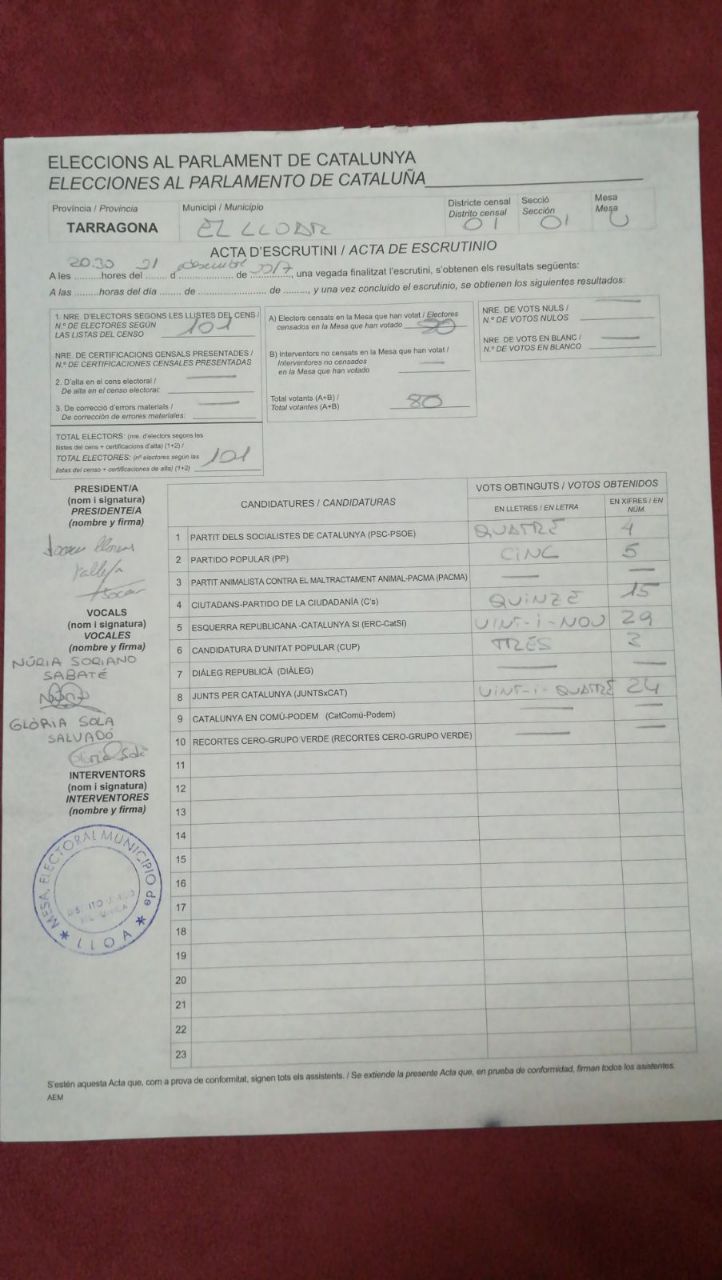 ELECCIONS AL PARLAMENT DE CATALUNYA
ELECCIONES AL PARLAMENTO DE CATALUÑA
Provincia / Provincia
TARRAGONA
Municipi / Municipio
EL LLOAR
Districte censal
Distrito censal
01
Secció
Sección
01
Mesa
Mesa
U
ACTA D'ESCRUTINI / ACTA DE ESCRUTINIO
A les 20:30 hores del 21 d desembre de 2017, una vegada finalitzat l'escrutini, s'obtenen els resultats següents:
A las ..........horas del día ....... de ....................... de ........, y una vez concluido el escrutinio, se obtienen los siguientes resultados:
1. NRE. D'ELECTORS SEGONS LES LLISTES DEL CENS /
N.º DE ELECTORES SEGÚN
LAS LISTAS DEL CENSO 101
NRE. DE CERTIFICACIONS CENSALS PRESENTADES /
N.º DE CERTIFICACIONES CENSALES PRESENTADAS
2. D'alta en el cens electoral /
De alta en el censo electoral: —
3. De correcció d'errors materials /
De corrección de errores materiales: —
TOTAL ELECTORS: (nre. d'electors segons les
llistes del cens + certificacions d'alta) (1+2) /
TOTAL ELECTORES: (nº electores según las
listas del censo + certificaciones de alta) (1+2) 101
A) Electors censats en la Mesa que han votat / Electores
censados en la Mesa que han votado 80
B) Interventors no censats en la Mesa que han votat /
Interventores no censados
en la Mesa que han votado —
Total votants (A+B) /
Total votantes (A+B) 80
NRE. DE VOTS NULS / —
N.º DE VOTOS NULOS
NRE. DE VOTS EN BLANC / —
N.º DE VOTOS EN BLANCO
PRESIDENT/A
(nom i signatura)
PRESIDENTE/A
(nombre y firma)
VOCALS
(nom i signatura)
VOCALES
(nombre y firma)
NÚRIA SORIANO
SABATÉ
GLÒRIA SOLA
SALVADÓ
INTERVENTORS
(nom i signatura)
INTERVENTORES
(nombre y firma)
MESA, ELECTORAL MUNICIPIO de
LLOA
CANDIDATURES / CANDIDATURAS
VOTS OBTINGUTS / VOTOS OBTENIDOS
EN LLETRES / EN LETRA
EN XIFRES / EN NÚM.
1 PARTIT DELS SOCIALISTES DE CATALUNYA (PSC-PSOE) QUATRE 4
2 PARTIDO POPULAR (PP) CINC 5
3 PARTIT ANIMALISTA CONTRA EL MALTRACTAMENT ANIMAL-PACMA (PACMA) — —
4 CIUTADANS-PARTIDO DE LA CIUDADANÍA (C's) QUINZE 15
5 ESQUERRA REPUBLICANA -CATALUNYA SI (ERC-CatSí) VINT-I-NOU 29
6 CANDIDATURA D'UNITAT POPULAR (CUP) TRES 3
7 DIÀLEG REPUBLICÀ (DIÀLEG) — —
8 JUNTS PER CATALUNYA (JUNTSxCAT) VINT-I-QUATRE 24
9 CATALUNYA EN COMÚ-PODEM (CatComú-Podem) — —
10 RECORTES CERO-GRUPO VERDE (RECORTES CERO-GRUPO VERDE) — —
11
12
13
14
15
16
17
18
19
20
21
22
23
S'estén aquesta Acta que, com a prova de conformitat, signen tots els assistents. / Se extiende la presente Acta que, en prueba de conformidad, firman todos los asistentes.
AEM